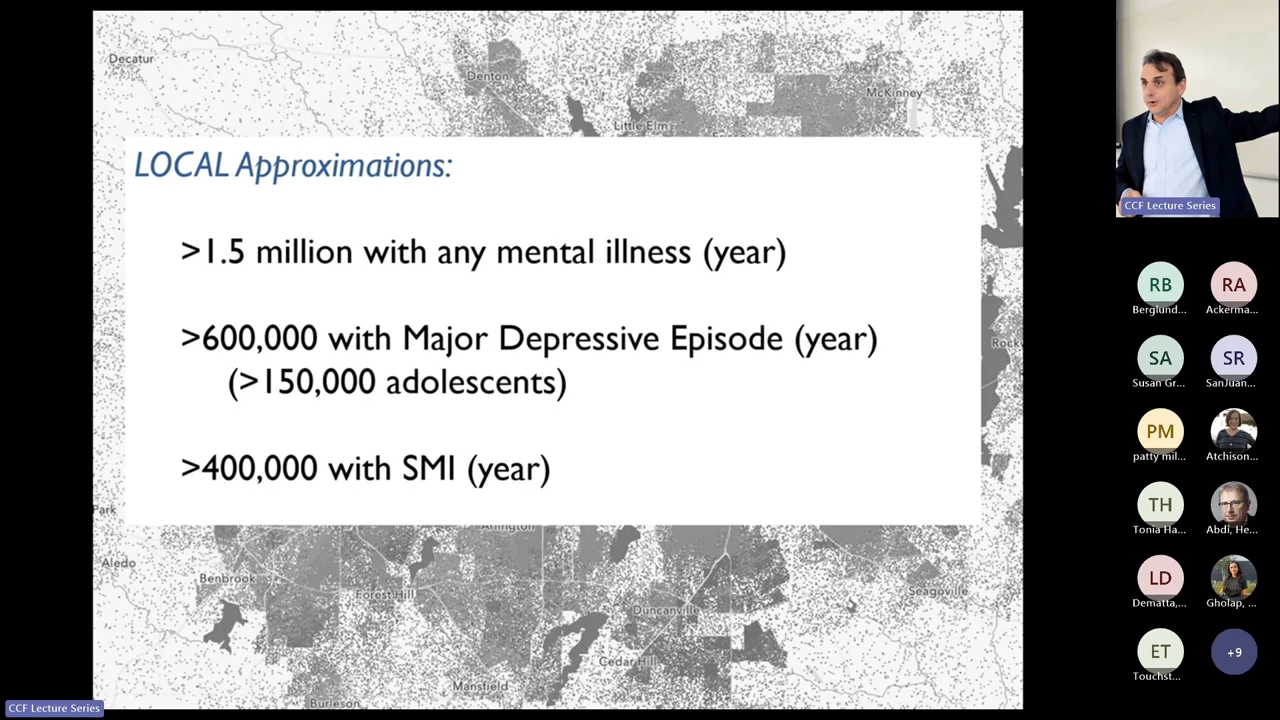 Decatur
Denton
McKinney
Little Elm
LOCAL Approximations:
>1.5 million with any mental illness (year)
>600,000 with Major Depressive Episode (year)
(>150,000 adolescents)
>400,000 with SMI (year)
Rockw
Park
Arlington
Aledo
Benbrook
Forest Hill
Duncanville
Seagoville
Cedar Hill
Mansfield
Burleson
CCF Lecture Series
CCF Lecture Series
RB
Berglund...
RA
Ackerma...
SA
Susan Gr...
SR
SanJuan...
PM
patty mil...
Atchison...
TH
Tonia Ha...
Abdi, He...
LD
Dematta,...
Gholap, ...
ET
Touchst...
+9